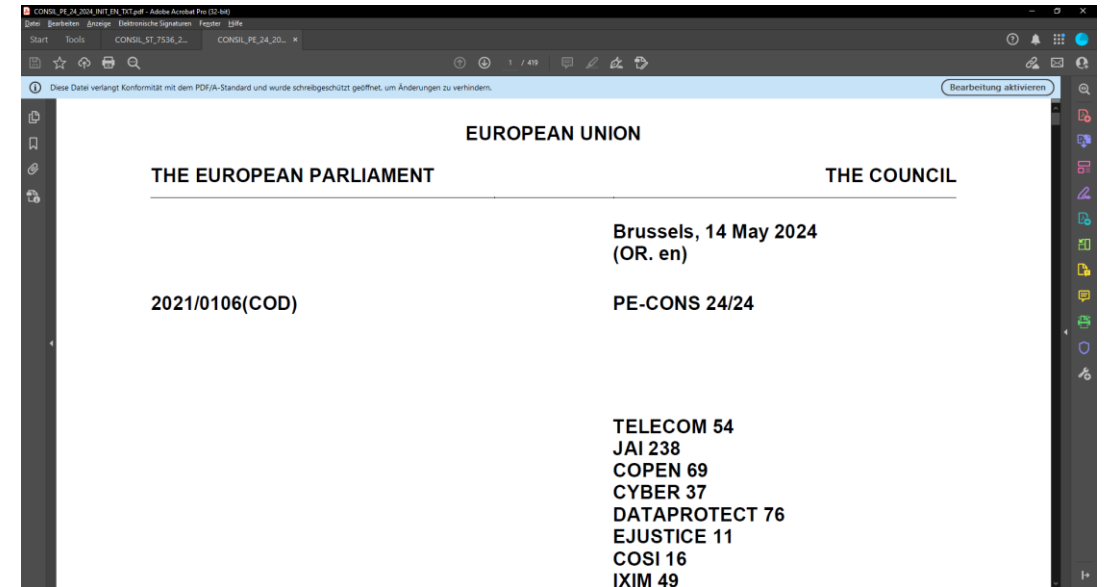 CONSIL_PE_24_2024_INIT_EN_TXT.pdf - Adobe Acrobat Pro (32-bit)
Datei Bearbeiten Anzeige Elektronische Signaturen Fenster Hilfe
Start Tools CONSIL_ST_7536_2... CONSIL_PE_24_20... ×
1 / 419
Diese Datei verlangt Konformität mit dem PDF/A-Standard und wurde schreibgeschützt geöffnet, um Änderungen zu verhindern. Bearbeitung aktivieren
EUROPEAN UNION
THE EUROPEAN PARLIAMENT THE COUNCIL
Brussels, 14 May 2024
(OR. en)
2021/0106(COD) PE-CONS 24/24
TELECOM 54
JAI 238
COPEN 69
CYBER 37
DATAPROTECT 76
EJUSTICE 11
COSI 16
IXIM 49